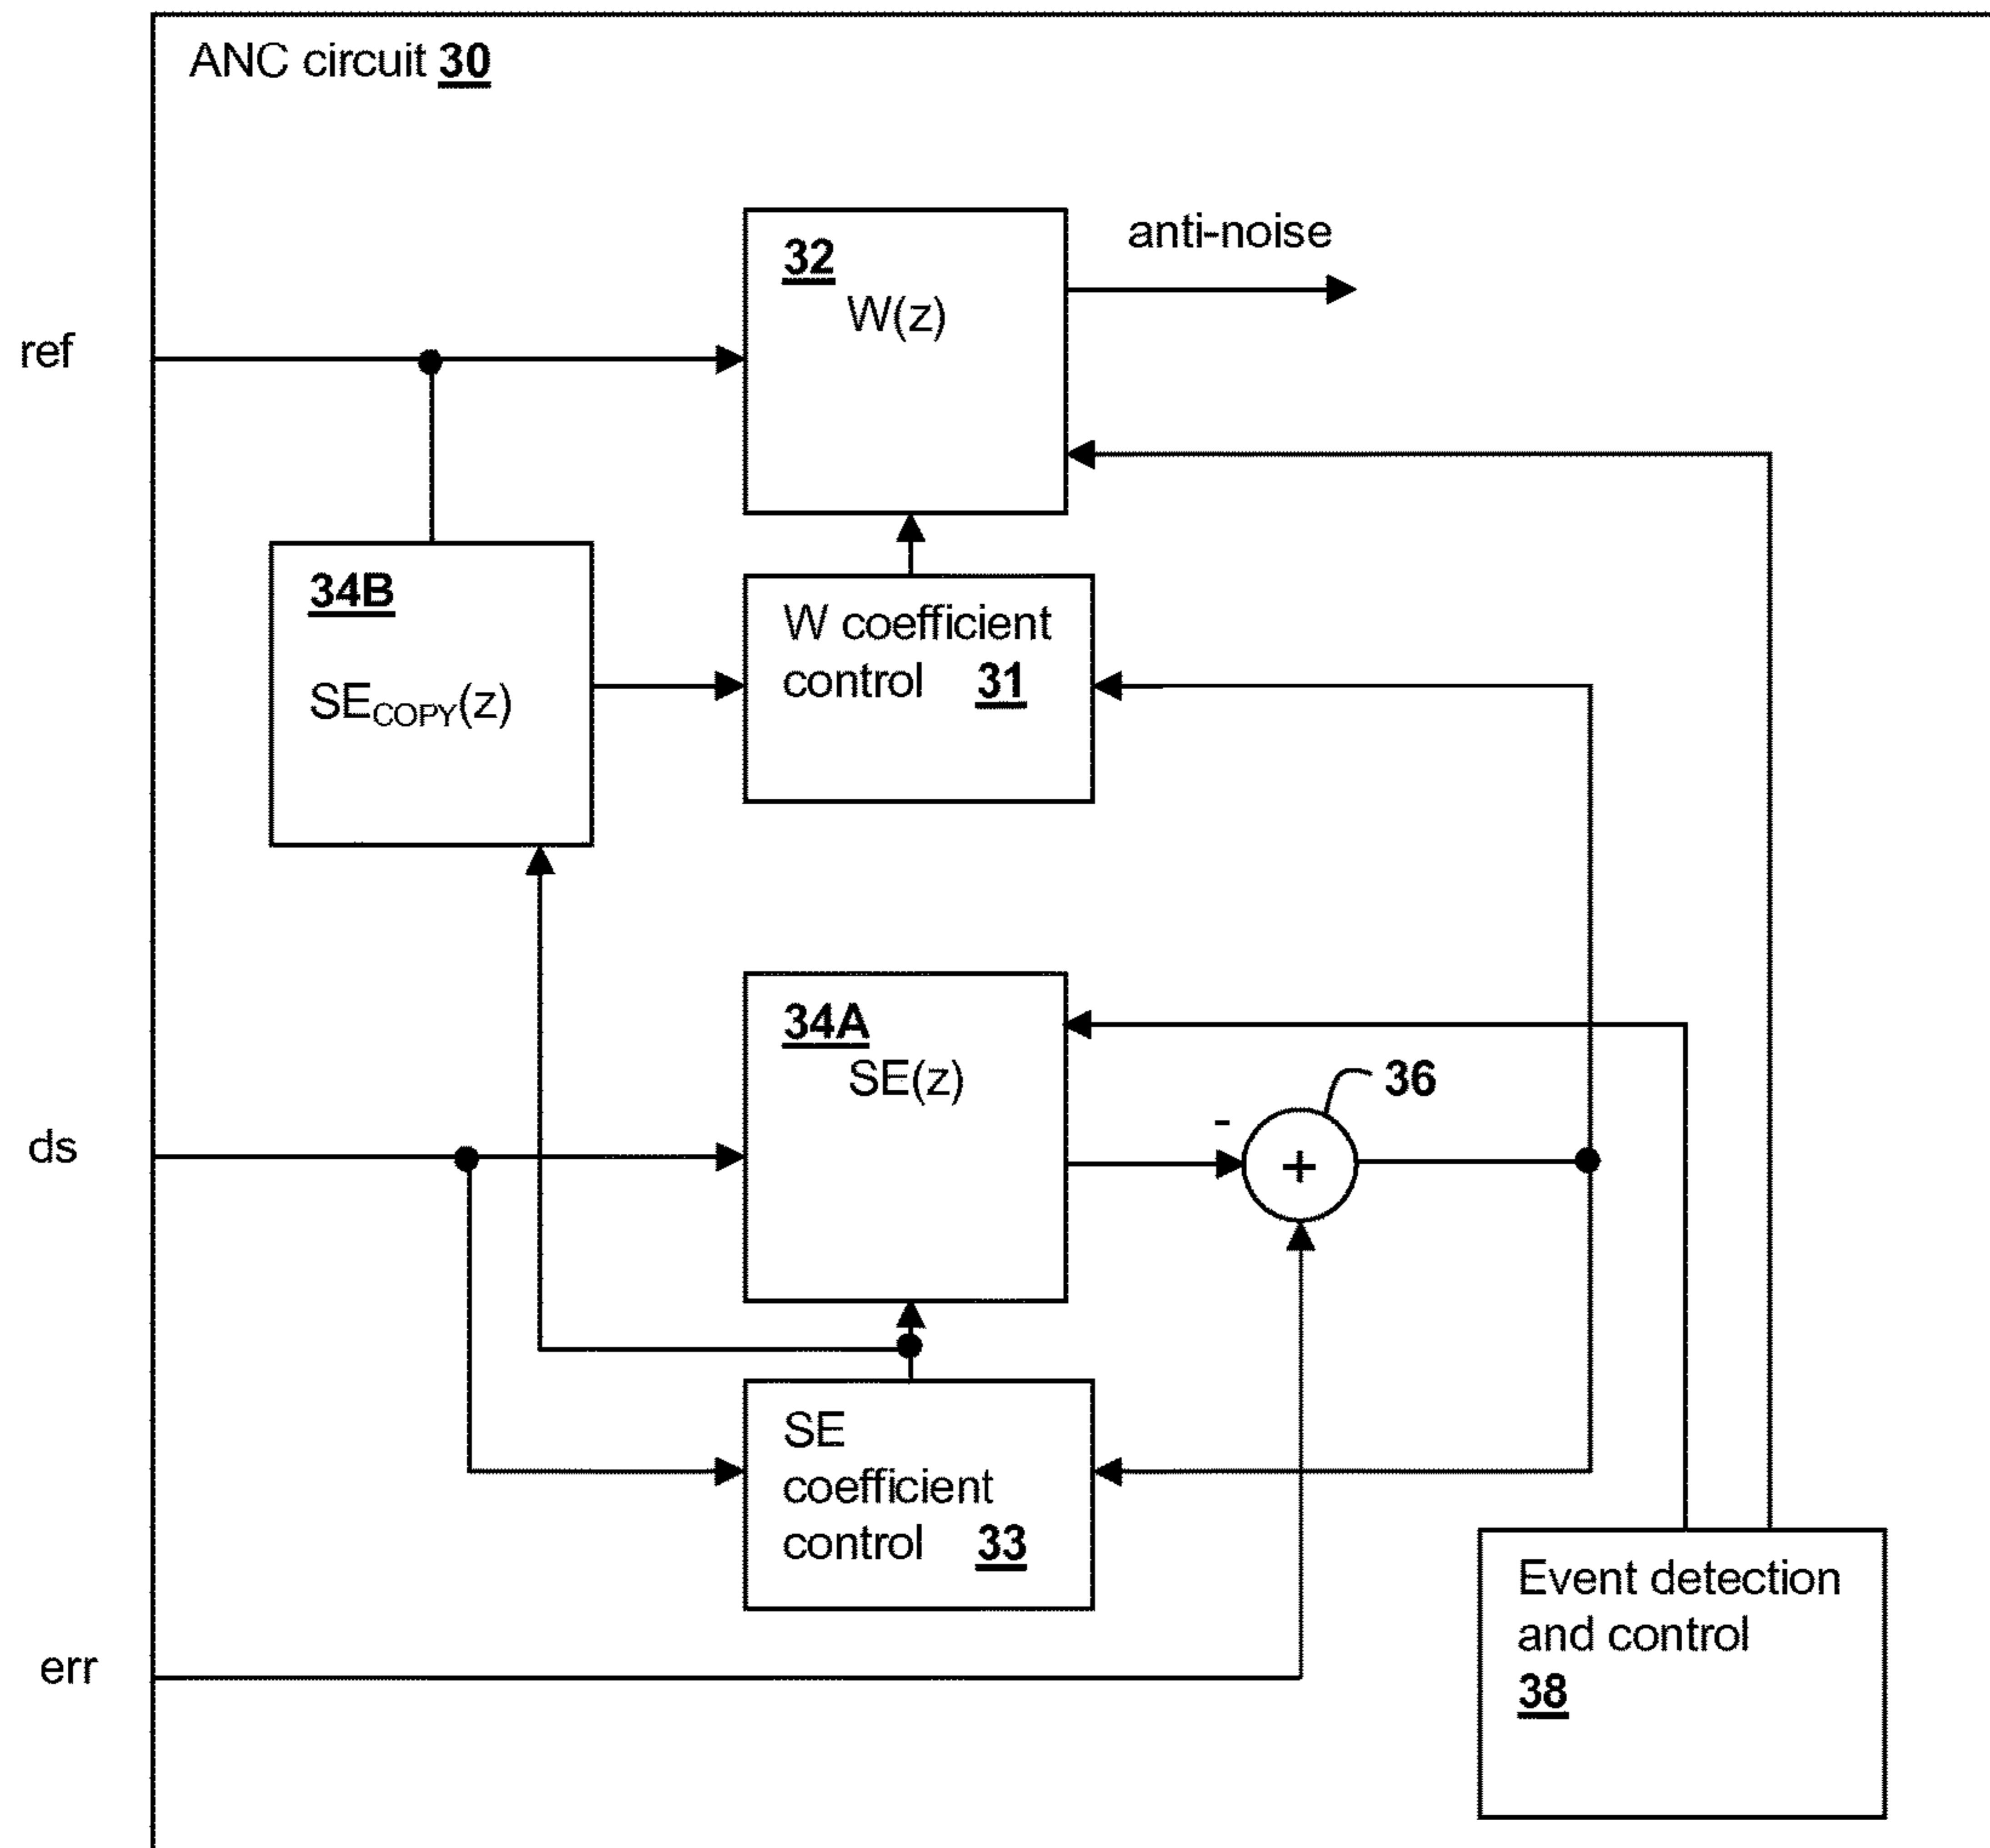 ANC circuit 30
anti-noise
32
W(z)
ref
34B
SECOPY(z)
W coefficient
control 31
34A
SE(z)
36
-
+
ds
SE
coefficient
control 33
Event detection
and control
38
err